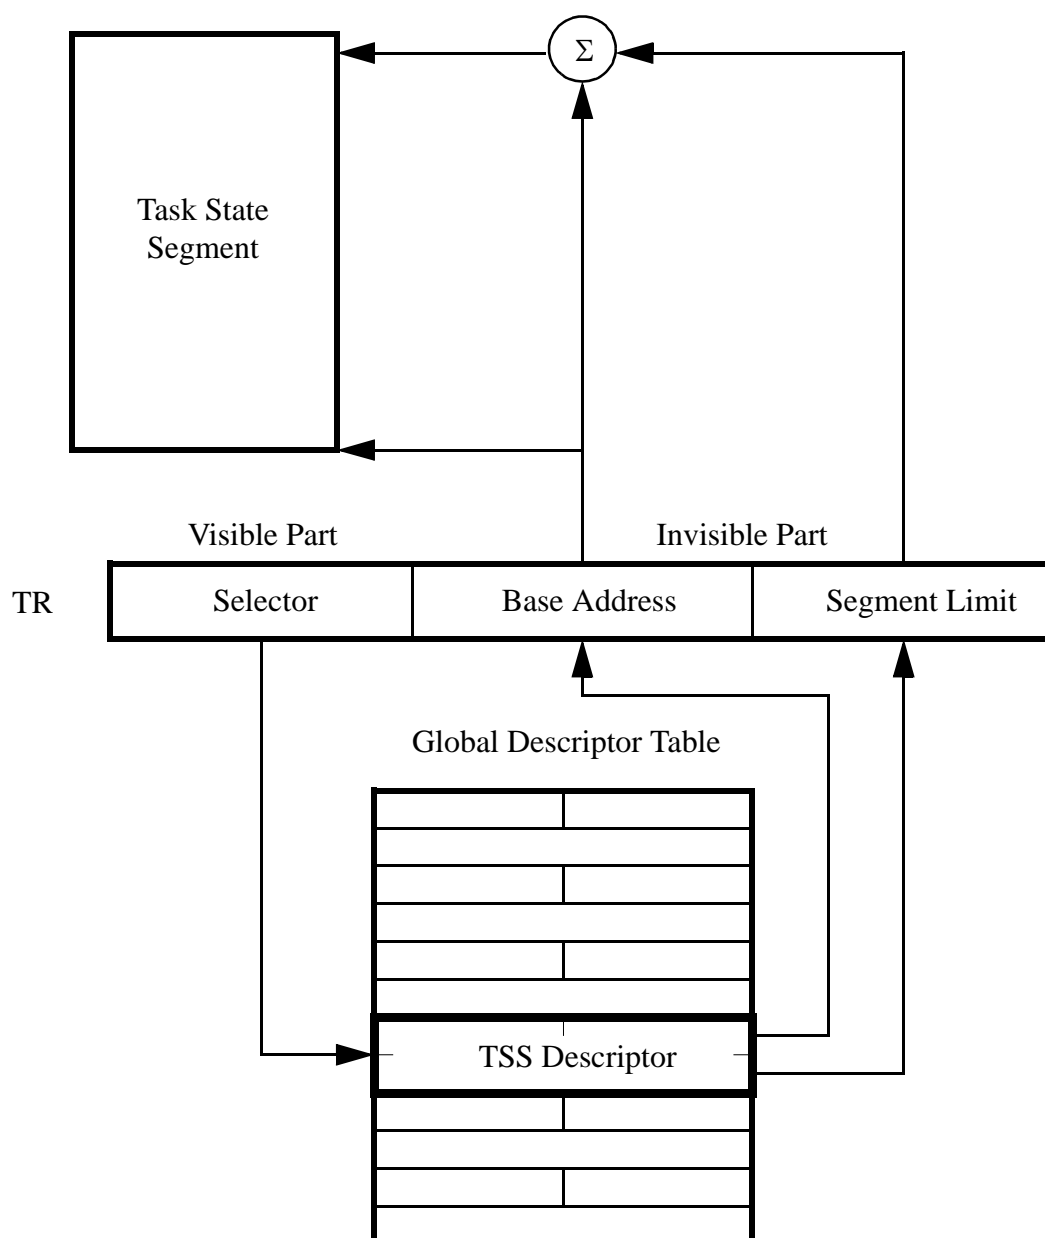 Σ
Task State
Segment
Visible Part
Invisible Part
TR
Selector
Base Address
Segment Limit
Global Descriptor Table
TSS Descriptor